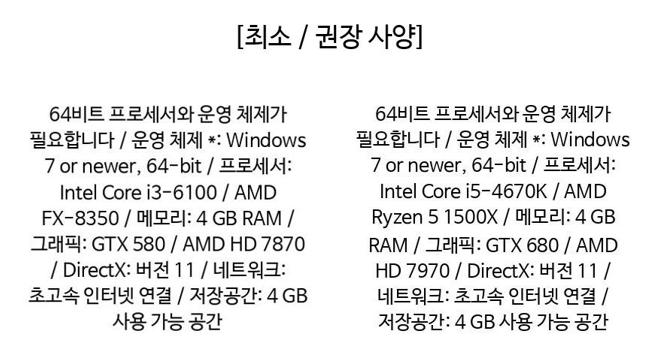 [최소 / 권장 사양]
64비트 프로세서와 운영 체제가
필요합니다 / 운영 체제 *: Windows
7 or newer, 64-bit / 프로세서:
Intel Core i3-6100 / AMD
FX-8350 / 메모리: 4 GB RAM /
그래픽: GTX 580 / AMD HD 7870
/ DirectX: 버전 11 / 네트워크:
초고속 인터넷 연결 / 저장공간: 4 GB
사용 가능 공간
64비트 프로세서와 운영 체제가
필요합니다 / 운영 체제 *: Windows
7 or newer, 64-bit / 프로세서:
Intel Core i5-4670K / AMD
Ryzen 5 1500X / 메모리: 4 GB
RAM / 그래픽: GTX 680 / AMD
HD 7970 / DirectX: 버전 11 /
네트워크: 초고속 인터넷 연결 /
저장공간: 4 GB 사용 가능 공간